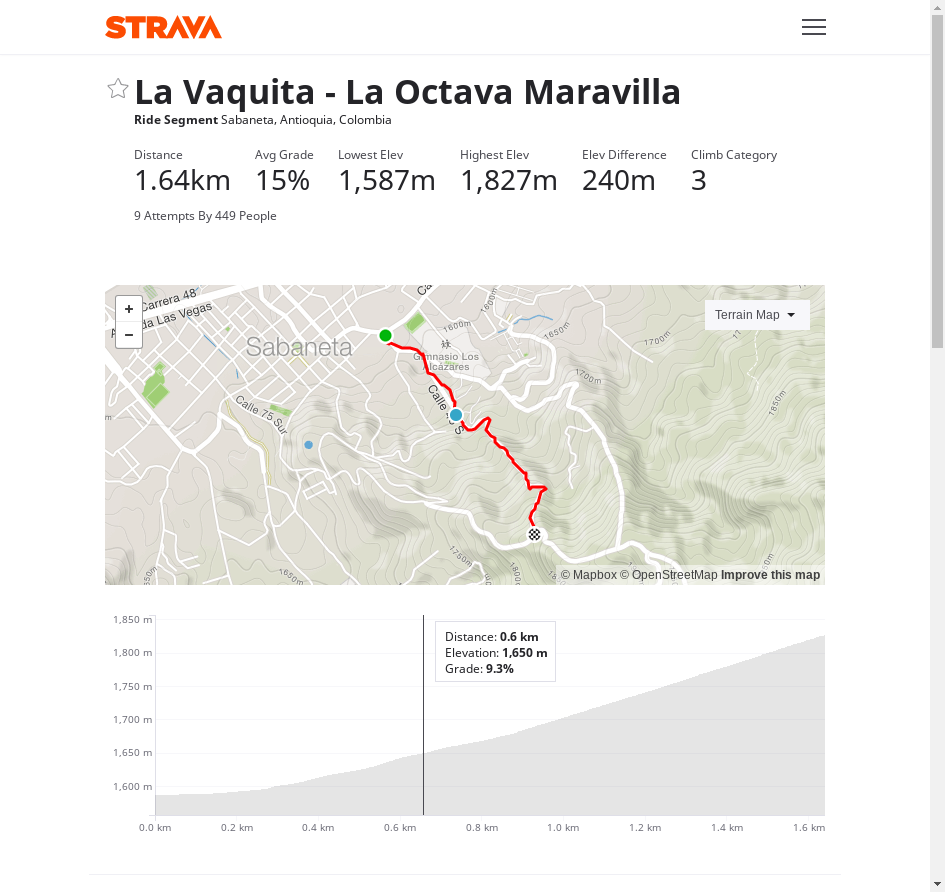 STRAVA
La Vaquita - La Octava Maravilla
Ride Segment Sabaneta, Antioquia, Colombia
Distance Avg Grade Lowest Elev Highest Elev Elev Difference Climb Category
1.64km 15% 1,587m 1,827m 240m 3
9 Attempts By 449 People
+
−
Carrera 48
da Las Vegas
Sabaneta
Calle 75 Sur
Gimnasio Los
Alcázares
1600m
1600m
1650m
1700m
1700m
1850m
1750m
1650m
Terrain Map
© Mapbox © OpenStreetMap Improve this map
1,850 m
1,800 m
1,750 m
1,700 m
1,650 m
1,600 m
Distance: 0.6 km
Elevation: 1,650 m
Grade: 9.3%
0.0 km 0.2 km 0.4 km 0.6 km 0.8 km 1.0 km 1.2 km 1.4 km 1.6 km